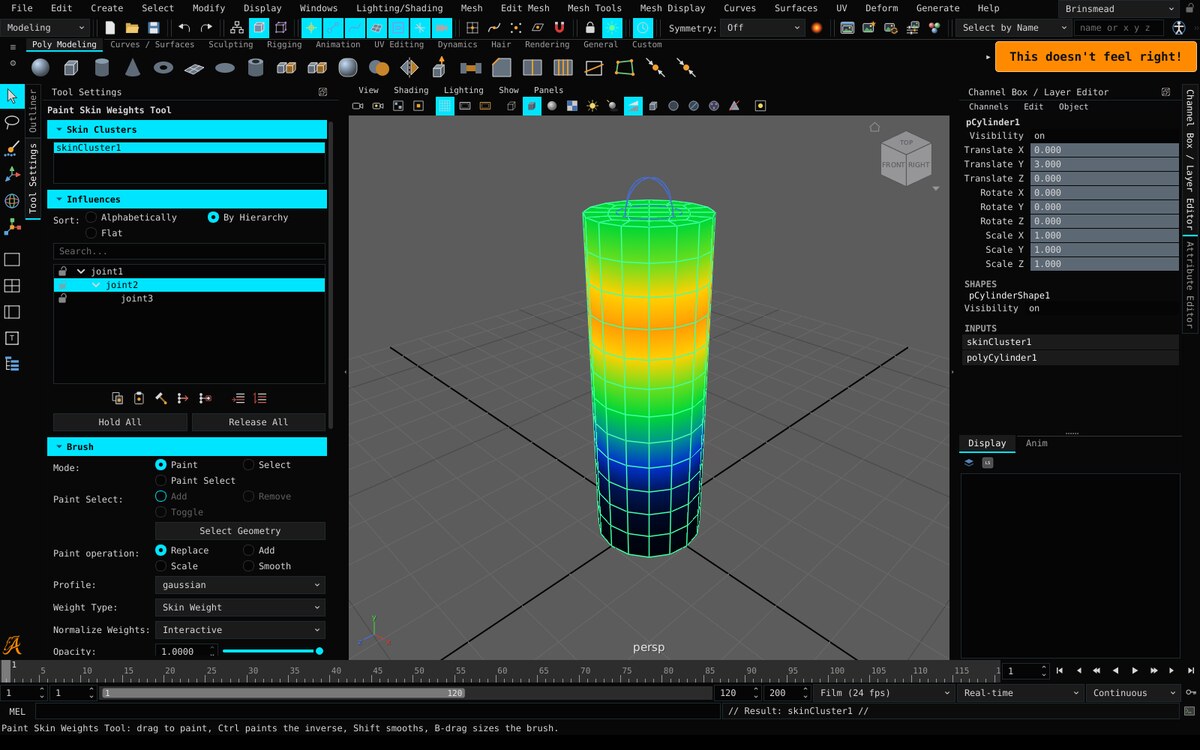 File Edit Create Select Modify Display Windows Lighting/Shading Mesh Edit Mesh Mesh Tools Mesh Display Curves Surfaces UV Deform Generate Help Brinsmead
Modeling Symmetry: Off Select by Name name or x y z
Poly Modeling Curves / Surfaces Sculpting Rigging Animation UV Editing Dynamics Hair Rendering General Custom
This doesn't feel right!
Tool Settings
Paint Skin Weights Tool
Skin Clusters
skinCluster1
Influences
Sort: Alphabetically By Hierarchy
Flat
Search...
joint1
joint2
joint3
Hold All Release All
Brush
Mode: Paint Select
Paint Select
Paint Select: Add Remove
Toggle
Select Geometry
Paint operation: Replace Add
Scale Smooth
Profile: gaussian
Weight Type: Skin Weight
Normalize Weights: Interactive
Opacity: 1.0000
Outliner
Tool Settings
View Shading Lighting Show Panels
TOP
FRONT RIGHT
persp
Channel Box / Layer Editor
Channels Edit Object
pCylinder1
Visibility on
Translate X 0.000
Translate Y 3.000
Translate Z 0.000
Rotate X 0.000
Rotate Y 0.000
Rotate Z 0.000
Scale X 1.000
Scale Y 1.000
Scale Z 1.000
SHAPES
pCylinderShape1
Visibility on
INPUTS
skinCluster1
polyCylinder1
Display Anim
Channel Box / Layer Editor
Attribute Editor
1 5 10 15 20 25 30 35 40 45 50 55 60 65 70 75 80 85 90 95 100 105 110 115 1
1 1 1 120 120 200 Film (24 fps) Real-time Continuous
MEL // Result: skinCluster1 //
Paint Skin Weights Tool: drag to paint, Ctrl paints the inverse, Shift smooths, B-drag sizes the brush.